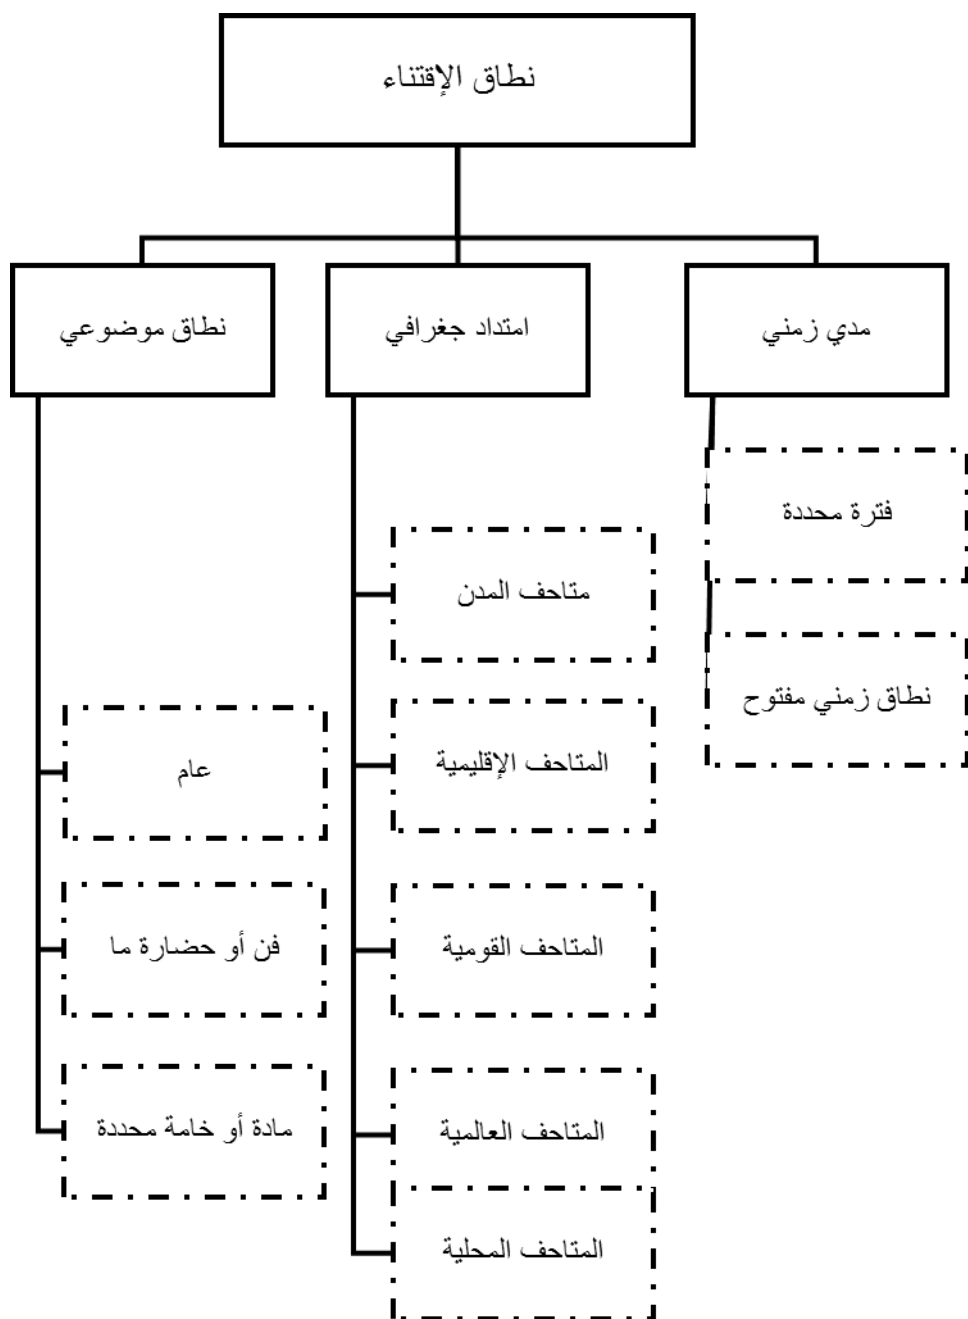 نطاق الإقتناء
مدي زمني
امتداد جغرافي
نطاق موضوعي
فترة محددة
نطاق زمني مفتوح
متاحف المدن
المتاحف الإقليمية
المتاحف القومية
المتاحف العالمية
المتاحف المحلية
عام
فن أو حضارة ما
مادة أو خامة محددة